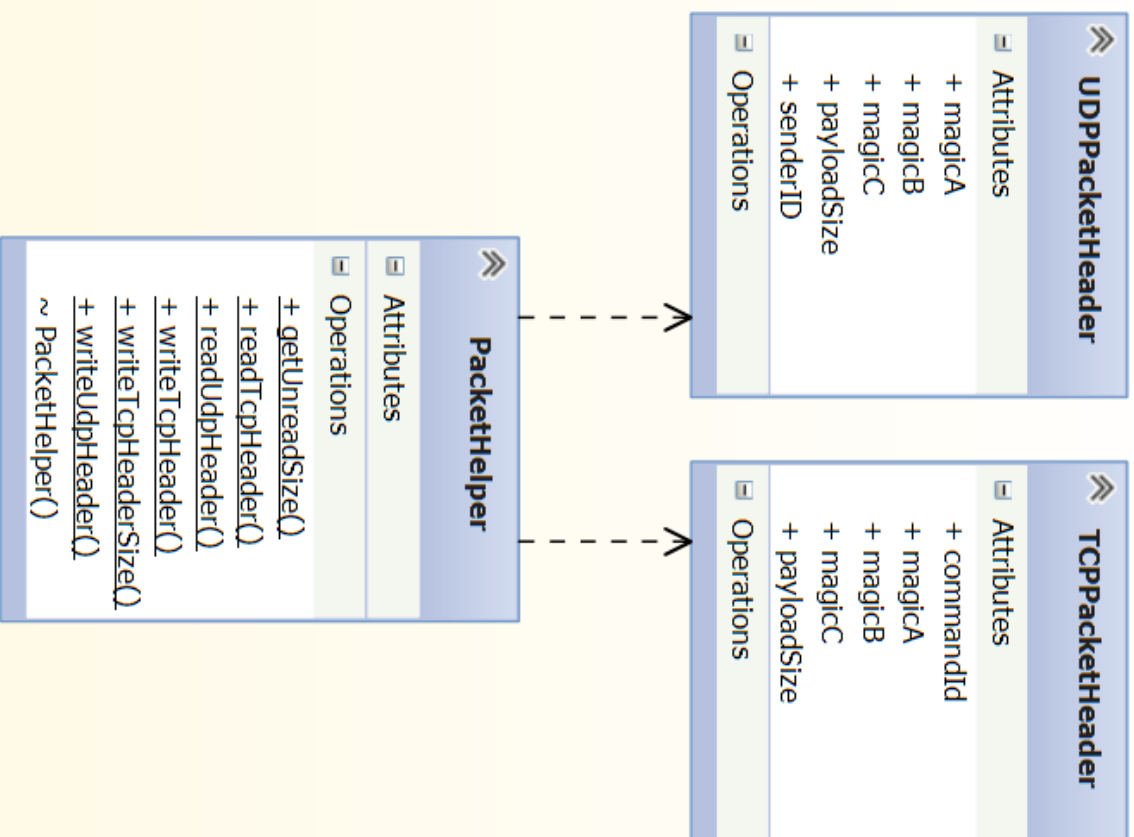 UDPPacketHeader
Attributes
+ magicA
+ magicB
+ magicC
+ payloadSize
+ senderID
Operations
TCPPacketHeader
Attributes
+ commandId
+ magicA
+ magicB
+ magicC
+ payloadSize
Operations
PacketHelper
Attributes
Operations
+ getUnreadSize()
+ readTcpHeader()
+ readUdpHeader()
+ writeTcpHeader()
+ writeTcpHeaderSize()
+ writeUdpHeader()
~ PacketHelper()